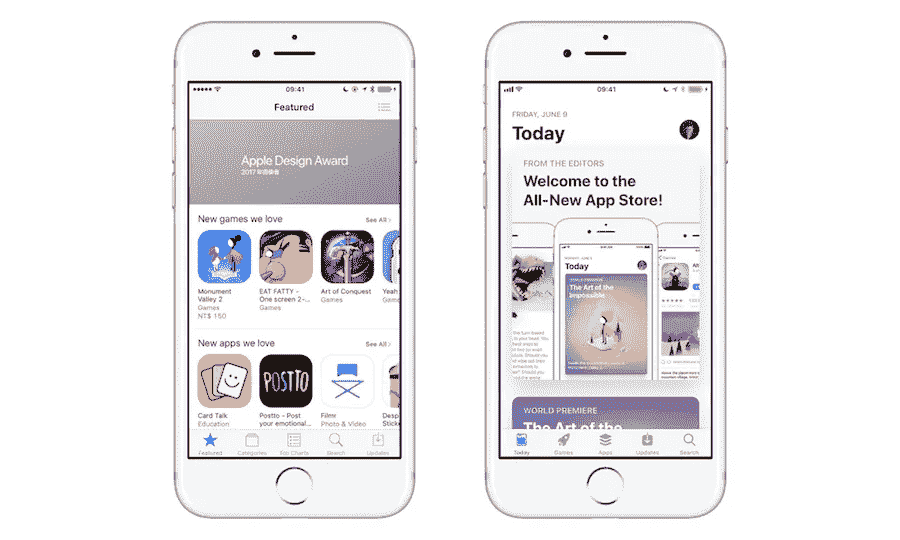 09:41
Featured
Apple Design Award
New games we love
See All >
Monument
Valley 2
Games
NT$ 150
EAT FATTY -
One screen 2-...
Games
Art of Conquest
Games
Yeah
Games
New apps we love
See All >
Card Talk
Education
Postto - Post
your emotional...
Filmr
Photo & Video
Desp
Sticke
POSTTO
Featured
Categories
Top Charts
Search
Updates
09:41
FRIDAY, JUNE 9
Today
FROM THE EDITORS
Welcome to the
All-New App Store!
Today
The Art of the
Impossible
WORLD PREMIERE
The Art of the
Today
Games
Apps
Updates
Search